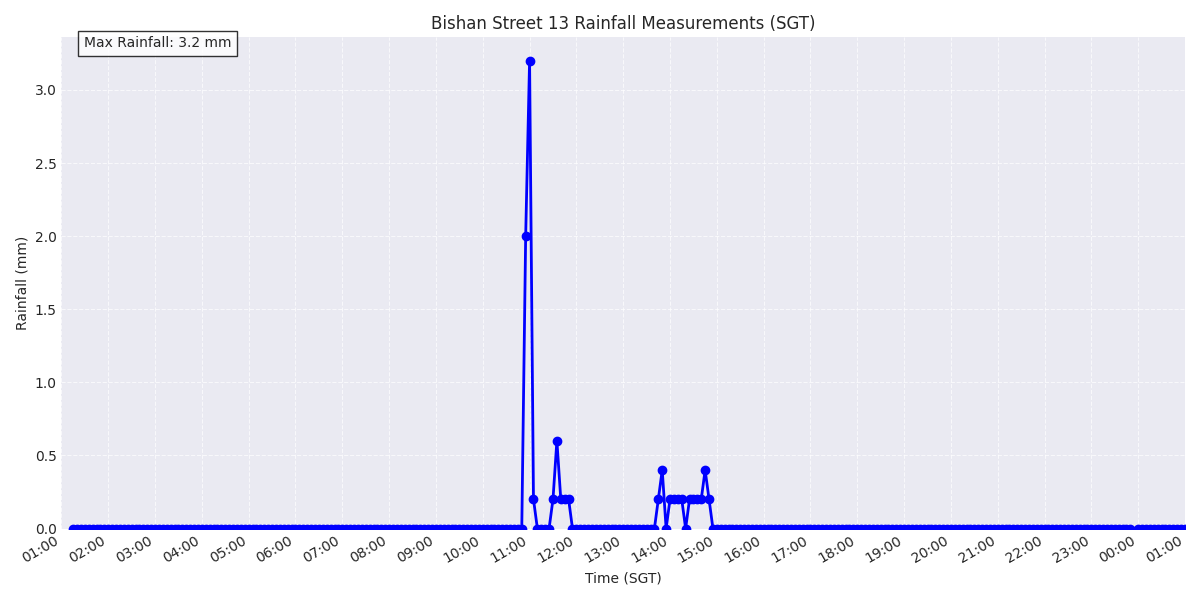 Bishan Street 13 Rainfall Measurements (SGT)
Max Rainfall: 3.2 mm
Rainfall (mm)
3.0
2.5
2.0
1.5
1.0
0.5
0.0
01:00 02:00 03:00 04:00 05:00 06:00 07:00 08:00 09:00 10:00 11:00 12:00 13:00 14:00 15:00 16:00 17:00 18:00 19:00 20:00 21:00 22:00 23:00 00:00 01:00
Time (SGT)